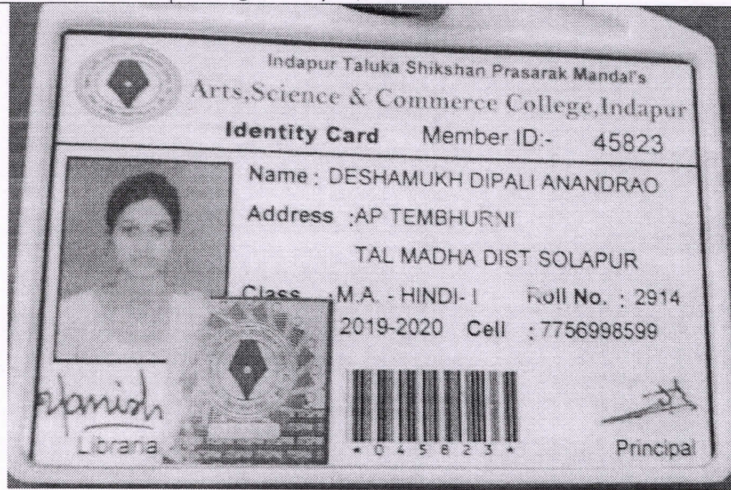 Indapur Taluka Shikshan Prasarak Mandal's
Arts,Science & Commerce College,Indapur
Identity Card Member ID:- 45823
Name : DESHAMUKH DIPALI ANANDRAO
Address : AP TEMBHURNI
TAL MADHA DIST SOLAPUR
Class : M.A. - HINDI- I Roll No. : 2914
2019-2020 Cell : 7756998599
* 0 4 5 8 2 3 *
Libraria Principal